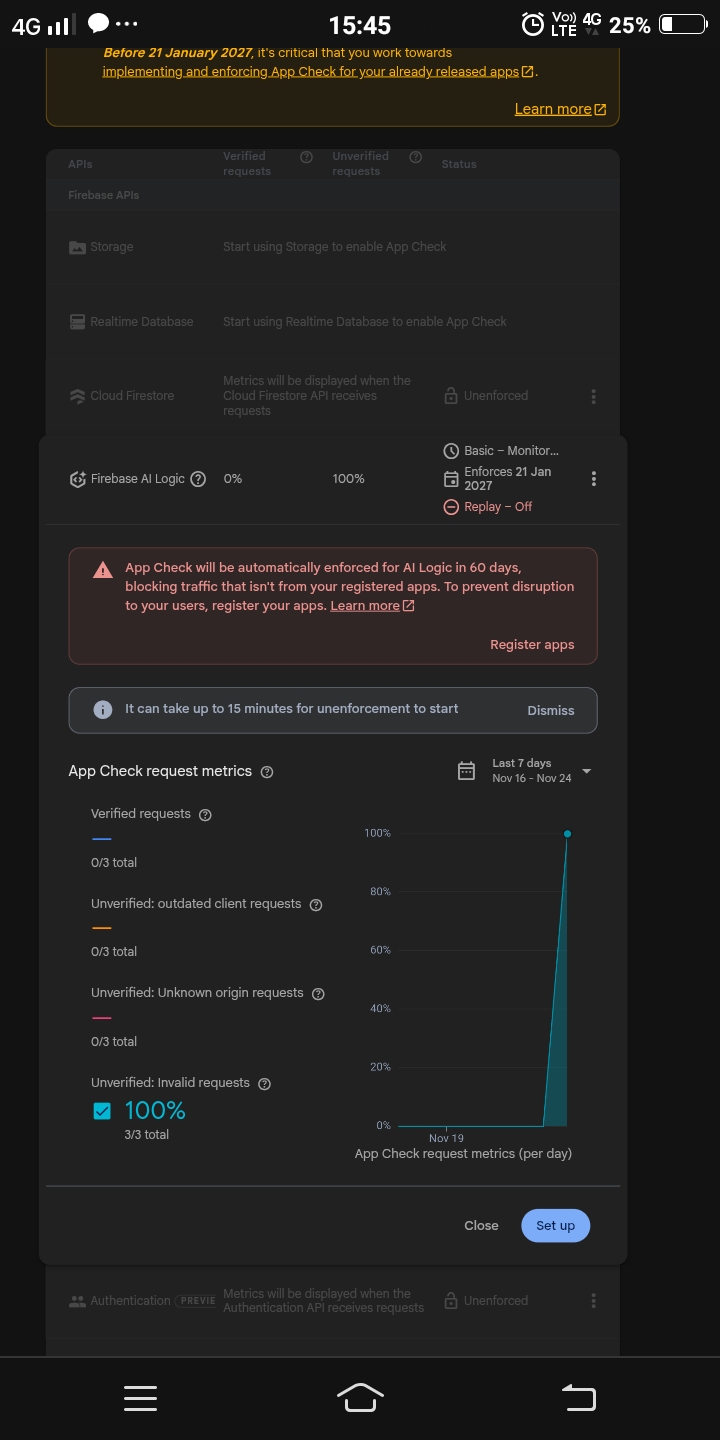 4G 15:45 Vo)) LTE 4G 25%
Before 21 January 2027, it's critical that you work towards
implementing and enforcing App Check for your already released apps.
Learn more
APIs Verified requests Unverified requests Status
Firebase APIs
Storage Start using Storage to enable App Check
Realtime Database Start using Realtime Database to enable App Check
Metrics will be displayed when the
Cloud Firestore Cloud Firestore API receives Unenforced
requests
Basic – Monitor...
Firebase AI Logic 0% 100% Enforces 21 Jan
2027
Replay – Off
App Check will be automatically enforced for AI Logic in 60 days,
blocking traffic that isn't from your registered apps. To prevent disruption
to your users, register your apps. Learn more
Register apps
It can take up to 15 minutes for unenforcement to start Dismiss
App Check request metrics Last 7 days
Nov 16 - Nov 24
Verified requests
0/3 total
Unverified: outdated client requests
0/3 total
Unverified: Unknown origin requests
0/3 total
Unverified: Invalid requests
100%
3/3 total
100%
80%
60%
40%
20%
0%
Nov 19
App Check request metrics (per day)
Close Set up
Authentication PREVIE Metrics will be displayed when the
Authentication API receives requests Unenforced